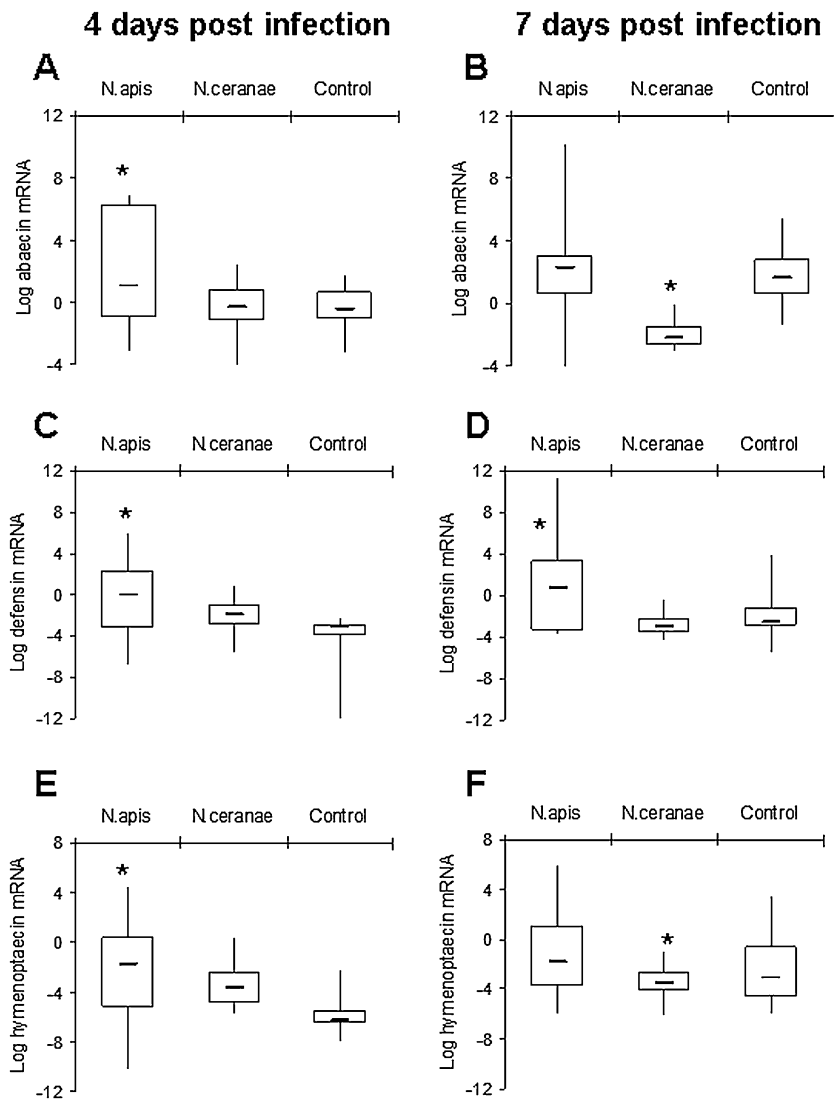 4 days post infection
7 days post infection
A
N.apis N.ceranae Control
12
8
4
0
-4
Log abaecin mRNA
*
B
N.apis N.ceranae Control
12
8
4
0
-4
Log abaecin mRNA
*
C
N.apis N.ceranae Control
12
8
4
0
-4
-8
-12
Log defensin mRNA
*
D
N.apis N.ceranae Control
12
8
4
0
-4
-8
-12
Log defensin mRNA
*
E
N.apis N.ceranae Control
8
4
0
-4
-8
-12
Log hymenoptaecin mRNA
*
F
N.apis N.ceranae Control
8
4
0
-4
-8
-12
Log hymenoptaecin mRNA
*